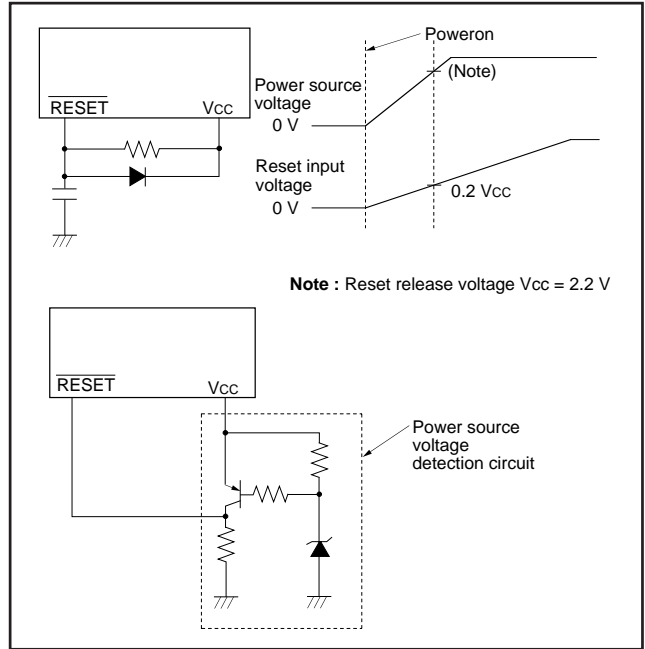 RESET
Vcc
Poweron
(Note)
Power source
voltage
0 V
Reset input
voltage
0 V
0.2 Vcc
Note : Reset release voltage Vcc = 2.2 V
RESET
Vcc
Power source
voltage
detection circuit